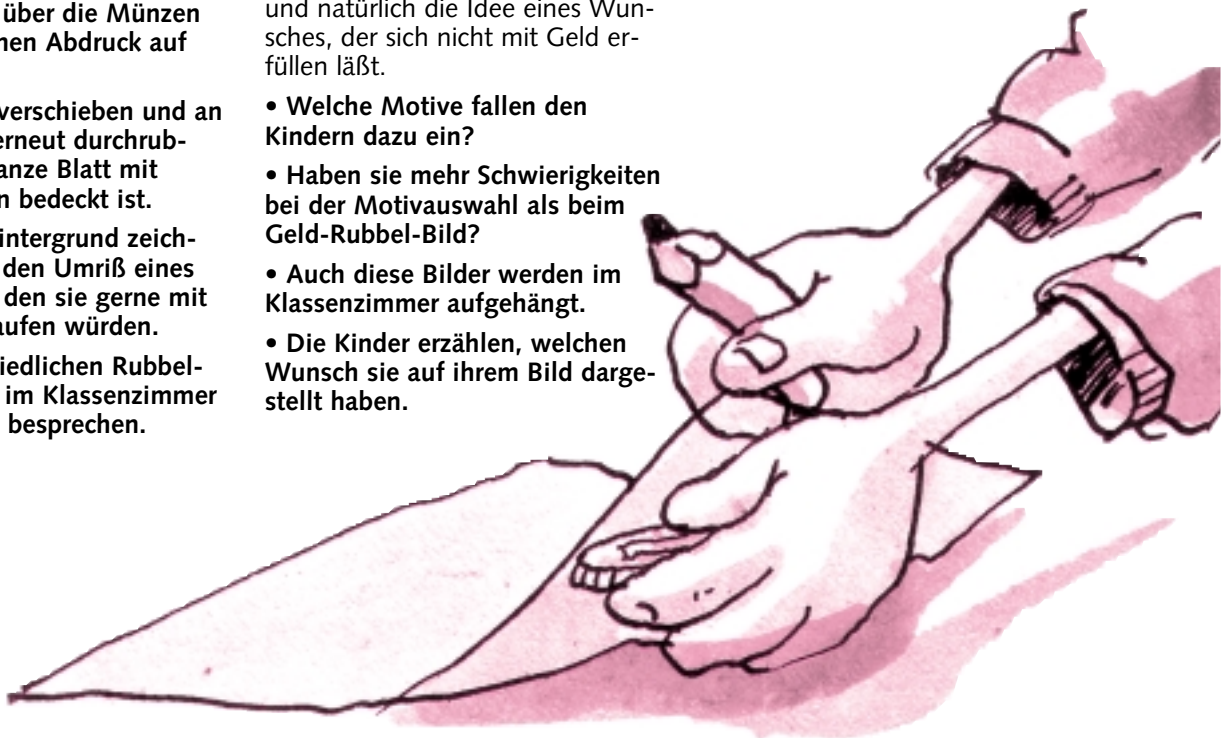 über die Münzen
nen Abdruck auf
verschieben und an
erneut durchrub-
anze Blatt mit
n bedeckt ist.
intergrund zeich-
den Umriß eines
den sie gerne mit
aufen würden.
iedlichen Rubbel-
im Klassenzimmer
besprechen.
und natürlich die Idee eines Wun-
sches, der sich nicht mit Geld er-
füllen läßt.
• Welche Motive fallen den
Kindern dazu ein?
• Haben sie mehr Schwierigkeiten
bei der Motivauswahl als beim
Geld-Rubbel-Bild?
• Auch diese Bilder werden im
Klassenzimmer aufgehängt.
• Die Kinder erzählen, welchen
Wunsch sie auf ihrem Bild darge-
stellt haben.